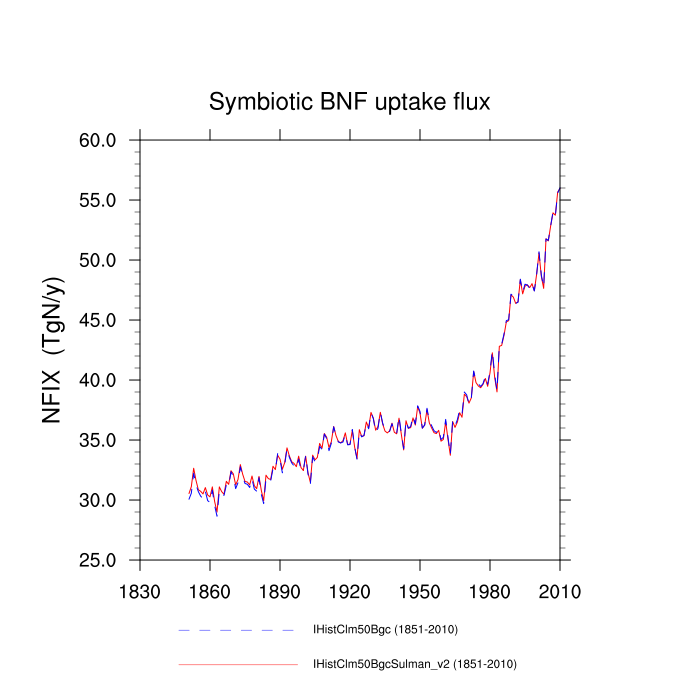 Symbiotic BNF uptake flux
60.0
55.0
50.0
45.0
40.0
35.0
30.0
25.0
NFIX (TgN/y)
1830 1860 1890 1920 1950 1980 2010
IHistClm50Bgc (1851-2010)
IHistClm50BgcSulman_v2 (1851-2010)